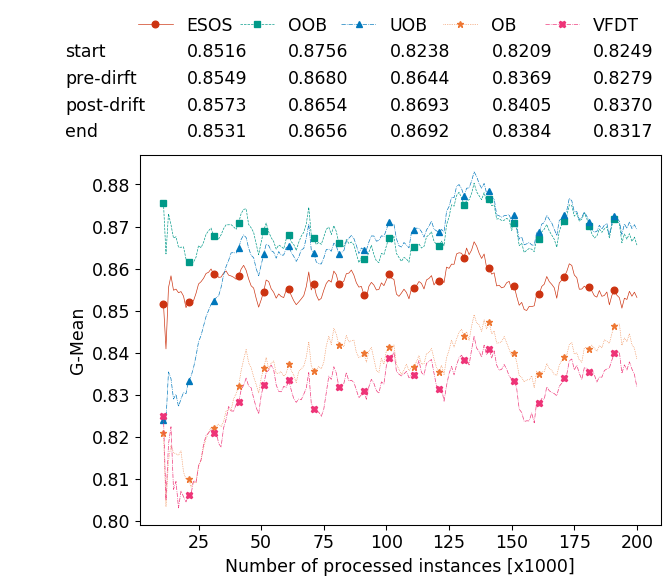 ESOS OOB UOB OB VFDT
start 0.8516 0.8756 0.8238 0.8209 0.8249
pre-dirft 0.8549 0.8680 0.8644 0.8369 0.8279
post-drift 0.8573 0.8654 0.8693 0.8405 0.8370
end 0.8531 0.8656 0.8692 0.8384 0.8317
0.88
0.87
0.86
0.85
0.84
0.83
0.82
0.81
0.80
G-Mean
25 50 75 100 125 150 175 200
Number of processed instances [x1000]